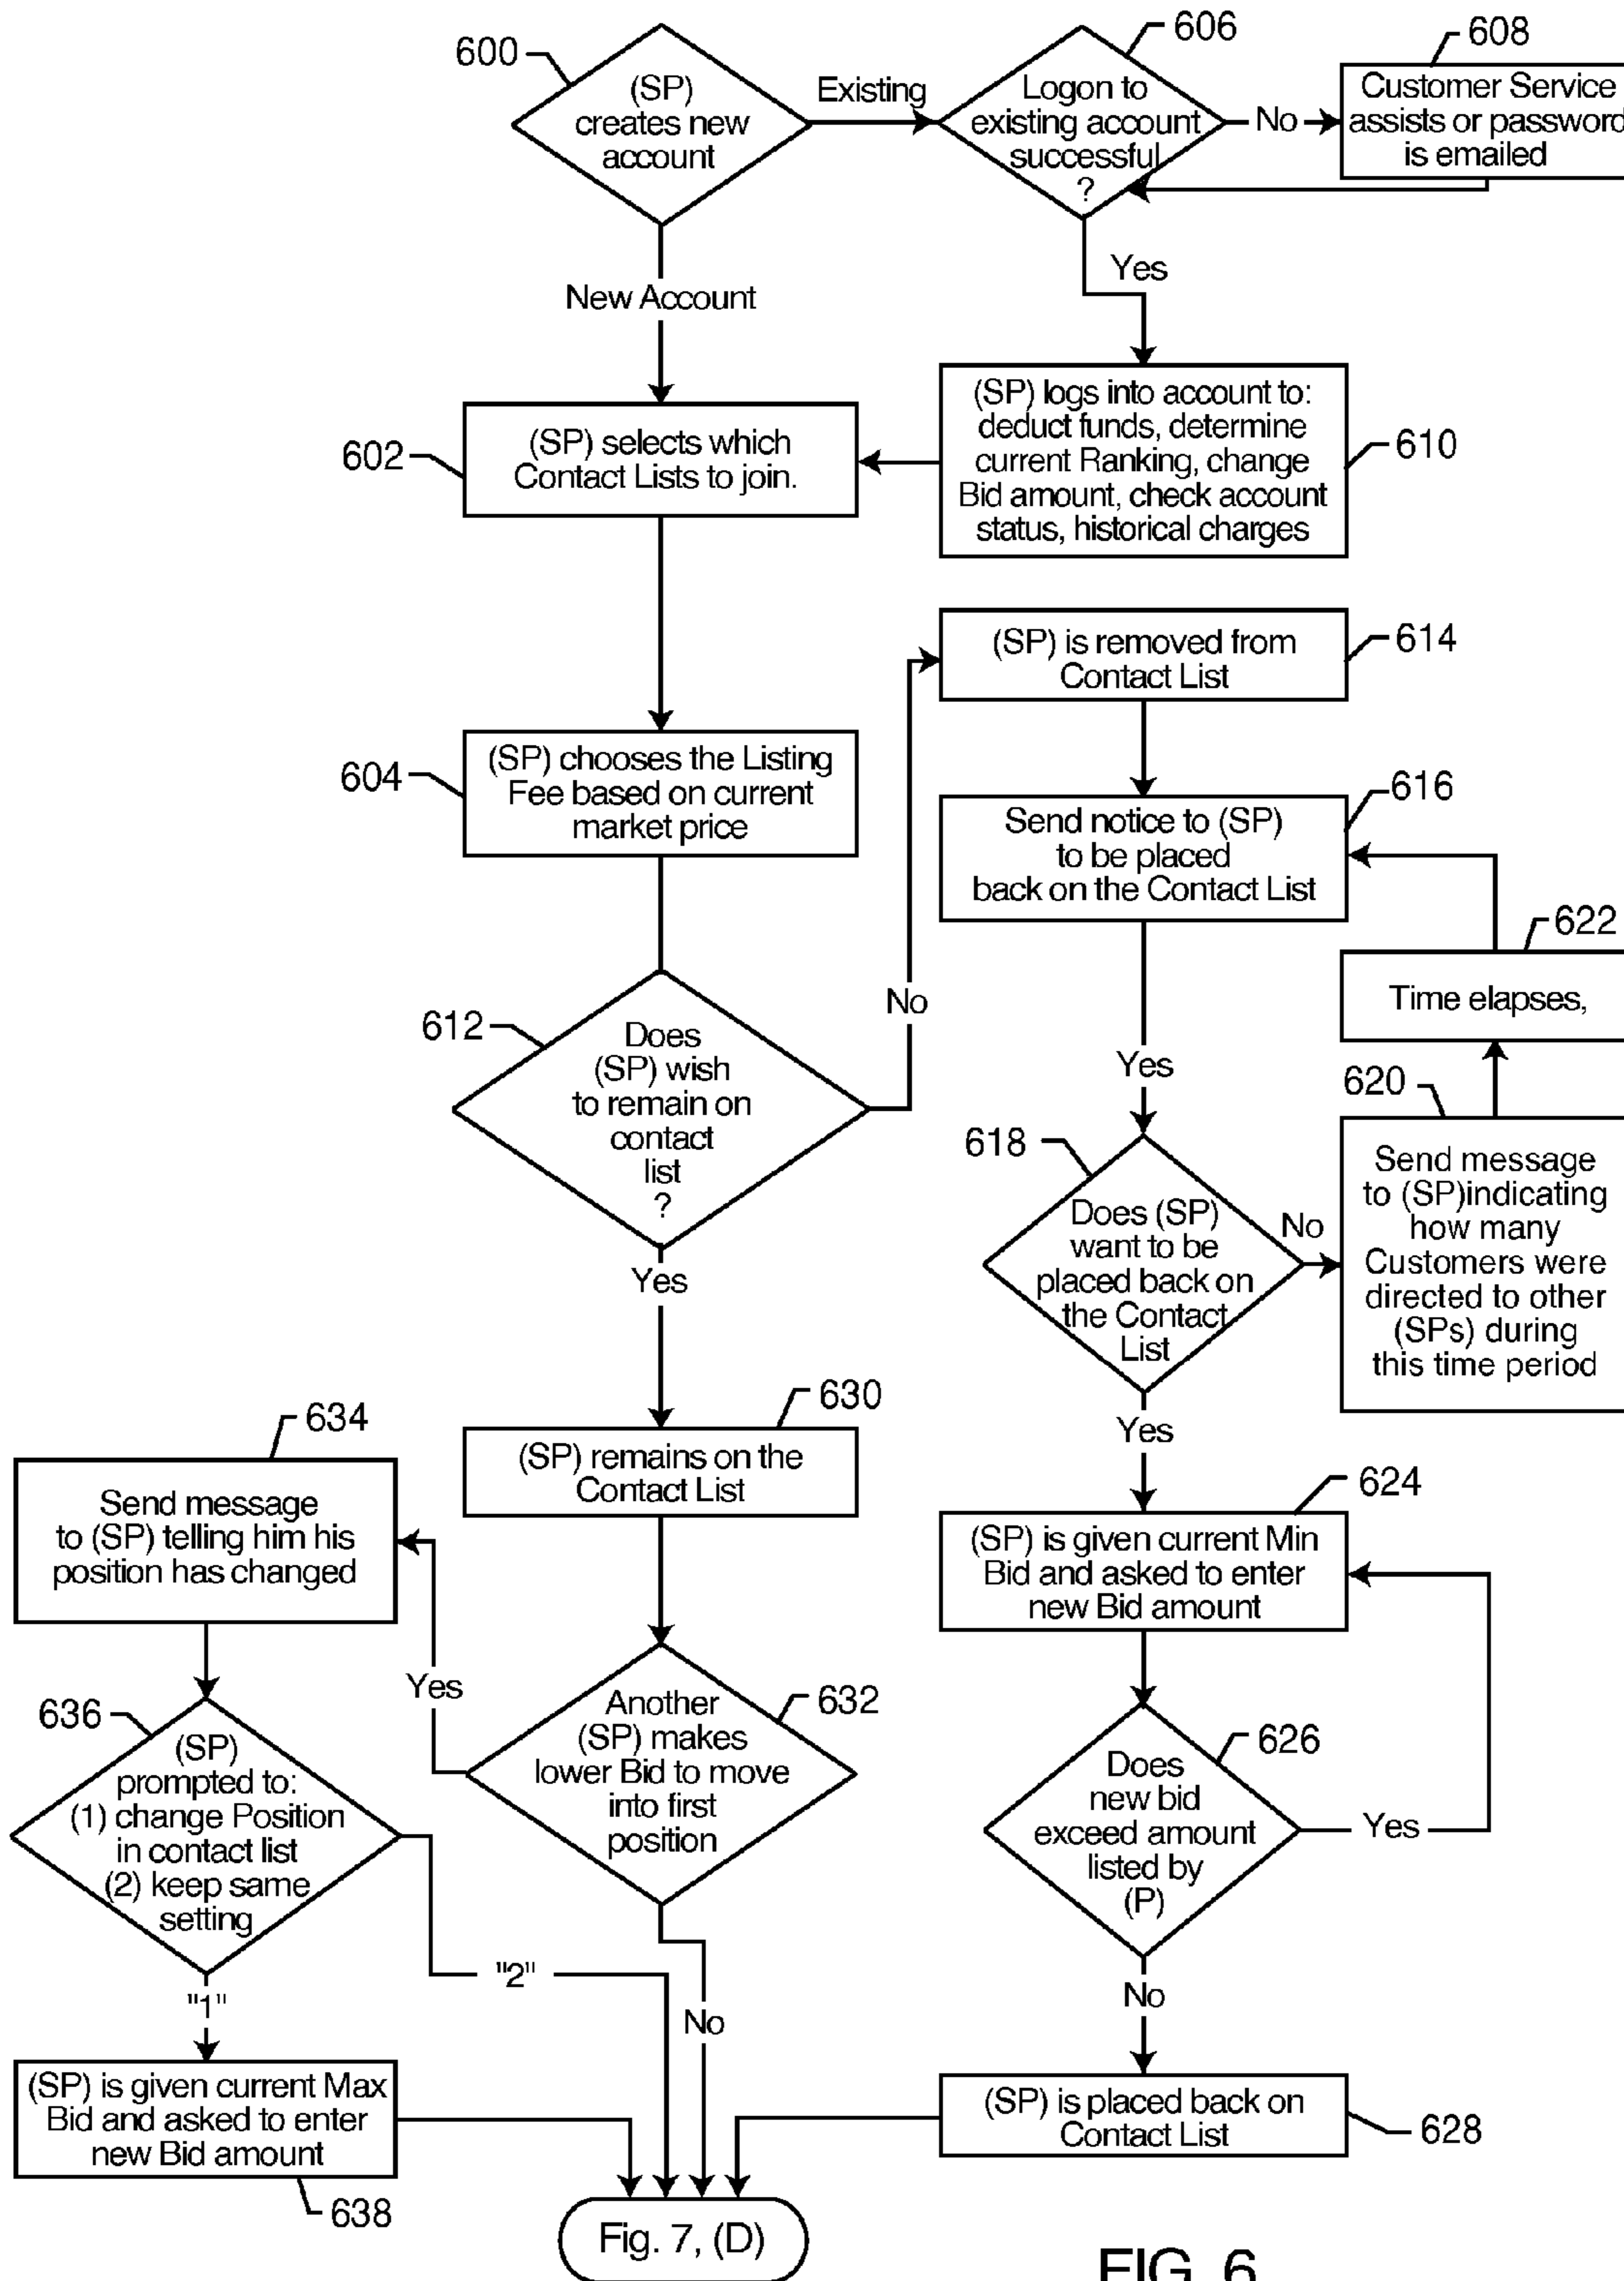 600
(SP)
creates new
account
Existing
606
Logon to
existing account
successful
?
No
608
Customer Service
assists or password
is emailed
New Account
Yes
602
(SP) selects which
Contact Lists to join.
(SP) logs into account to:
deduct funds, determine
current Ranking, change
Bid amount, check account
status, historical charges
610
604
(SP) chooses the Listing
Fee based on current
market price
(SP) is removed from
Contact List
614
Send notice to (SP)
to be placed
back on the Contact List
616
622
Time elapses,
612
Does
(SP) wish
to remain on
contact
list
?
No
Yes
Yes
618
Does (SP)
want to be
placed back on
the Contact
List
No
620
Send message
to (SP)indicating
how many
Customers were
directed to other
(SPs) during
this time period
Yes
630
(SP) remains on the
Contact List
634
Send message
to (SP) telling him his
position has changed
624
(SP) is given current Min
Bid and asked to enter
new Bid amount
Yes
632
Another
(SP) makes
lower Bid to move
into first
position
636
(SP)
prompted to:
(1) change Position
in contact list
(2) keep same
setting
626
Does
new bid
exceed amount
listed by
(P)
Yes
"2"
"1"
No
No
(SP) is given current Max
Bid and asked to enter
new Bid amount
638
(SP) is placed back on
Contact List
628
Fig. 7, (D)
FIG. 6